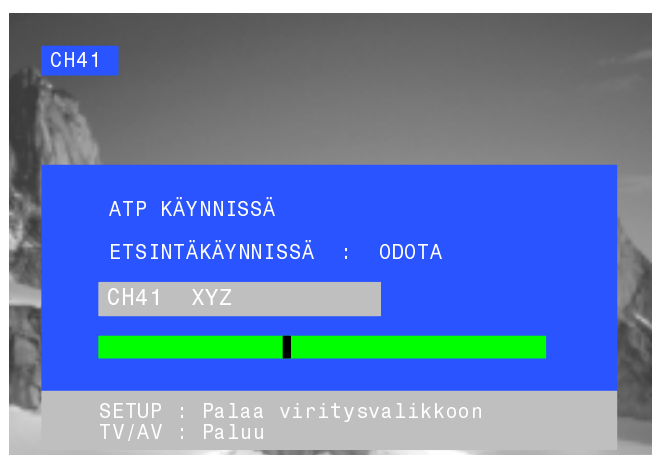 CH41
ATP KÄYNNISSÄ
ETSINTÄKÄYNNISSÄ : ODOTA
CH41 XYZ
SETUP : Palaa viritysvalikkoon
TV/AV : Paluu